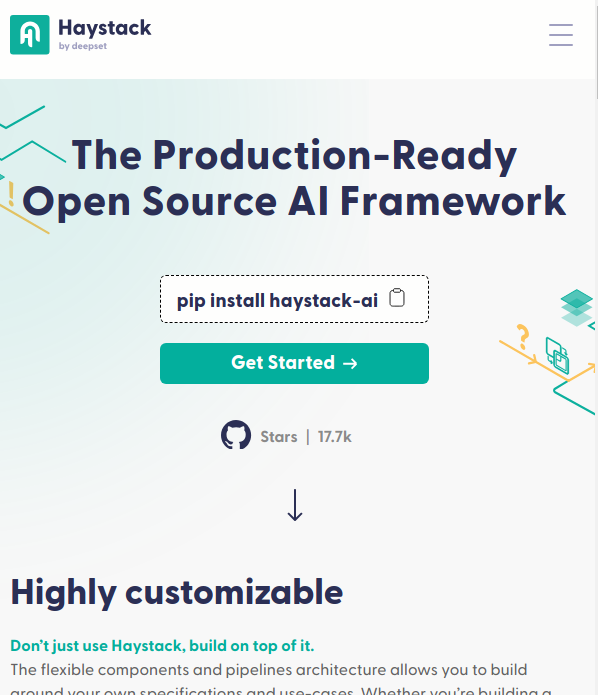 Haystack
by deepset
The Production-Ready
Open Source AI Framework
pip install haystack-ai
Get Started →
Stars | 17.7k
Highly customizable
Don't just use Haystack, build on top of it.
The flexible components and pipelines architecture allows you to build
around your own specifications and use-cases. Whether you're building a